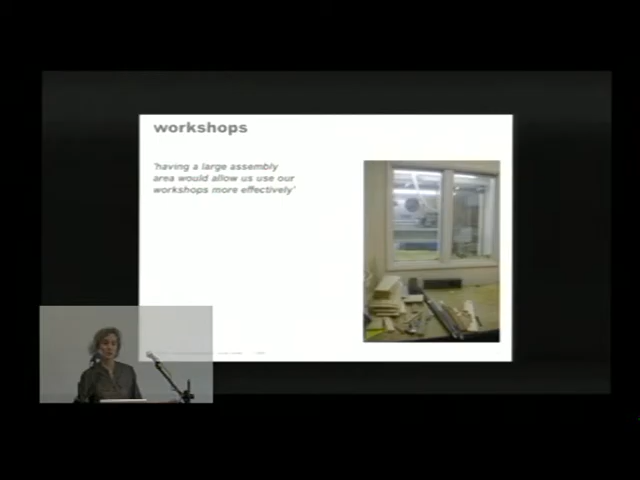 workshops
'having a large assembly
area would allow us use our
workshops more effectively'